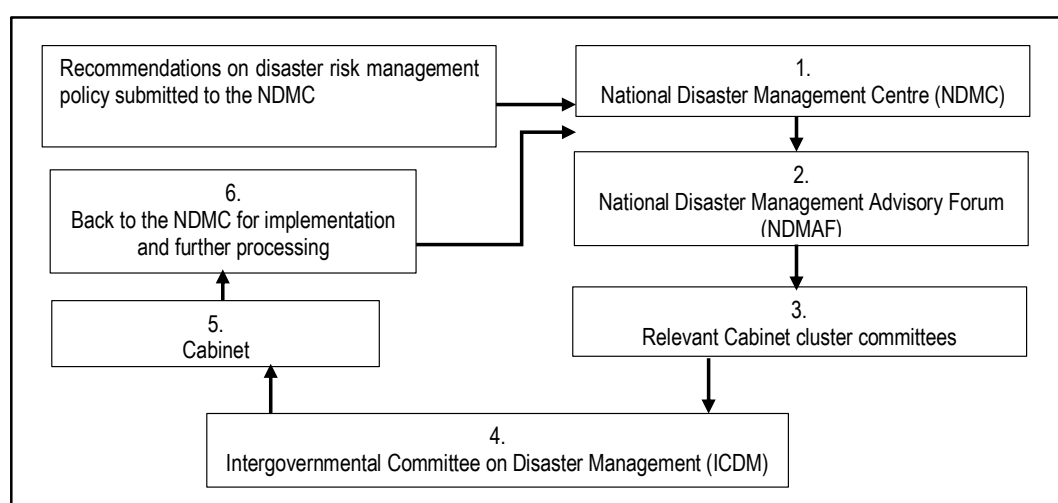 Recommendations on disaster risk management
policy submitted to the NDMC
1.
National Disaster Management Centre (NDMC)
2.
National Disaster Management Advisory Forum
(NDMAF)
3.
Relevant Cabinet cluster committees
4.
Intergovernmental Committee on Disaster Management (ICDM)
5.
Cabinet
6.
Back to the NDMC for implementation
and further processing